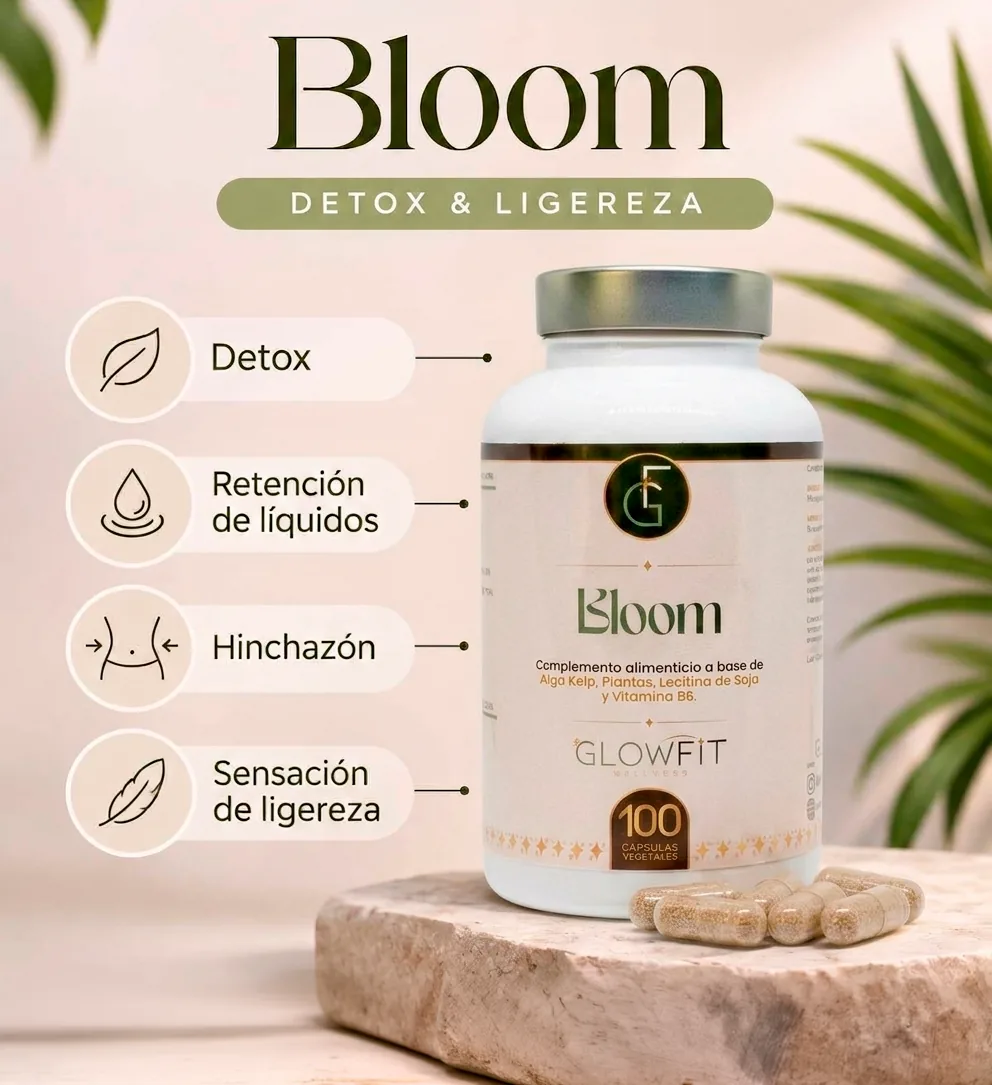 Bloom
DETOX & LIGEREZA
Detox
Retención
de líquidos
Hinchazón
Sensación
de ligereza
Bloom
Complemento alimenticio a base de
Alga Kelp, Plantas, Lecitina de Soja
y Vitamina B6.
GLOWFIT
WELLNESS
100
CÁPSULAS
VEGETALES